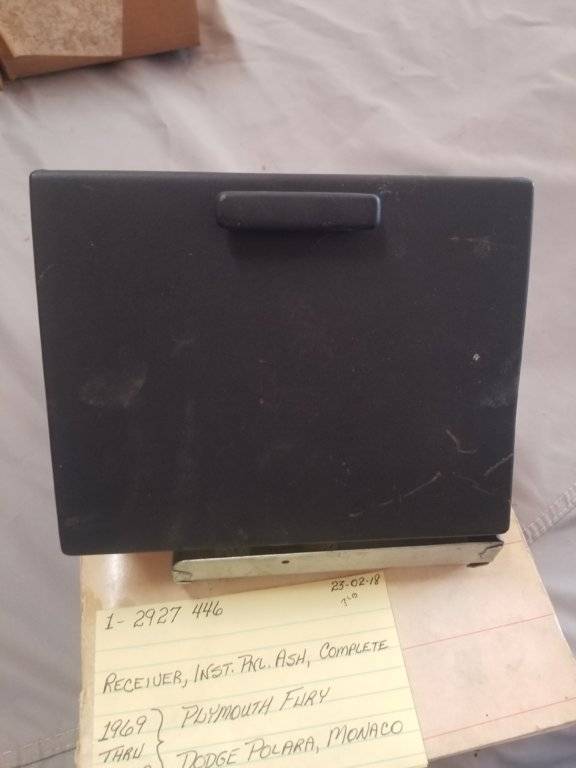 23-02-18
1- 2927 446
RECEIVER, INST. PNL. ASH, COMPLETE
1969 } PLYMOUTH FURY
THRU DODGE POLARA, MONACO